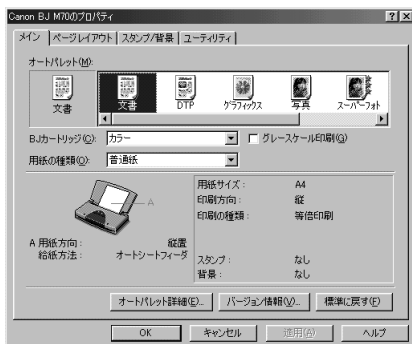 Canon BJ M70のプロパティ
メイン ページレイアウト スタンプ/背景 ユーティリティ
オートパレット(M):
文書 文書 DTP グラフィックス 写真 スーパーフォト
BJカートリッジ(C): カラー グレースケール印刷(G)
用紙の種類(O): 普通紙
A
用紙サイズ: A4
印刷方向: 縦
印刷の種類: 等倍印刷
A 用紙方向: 縦置
給紙方法: オートシートフィーダ
スタンプ: なし
背景: なし
オートパレット詳細(E)... バージョン情報(V)... 標準に戻す(F)
OK キャンセル 適用(A) ヘルプ